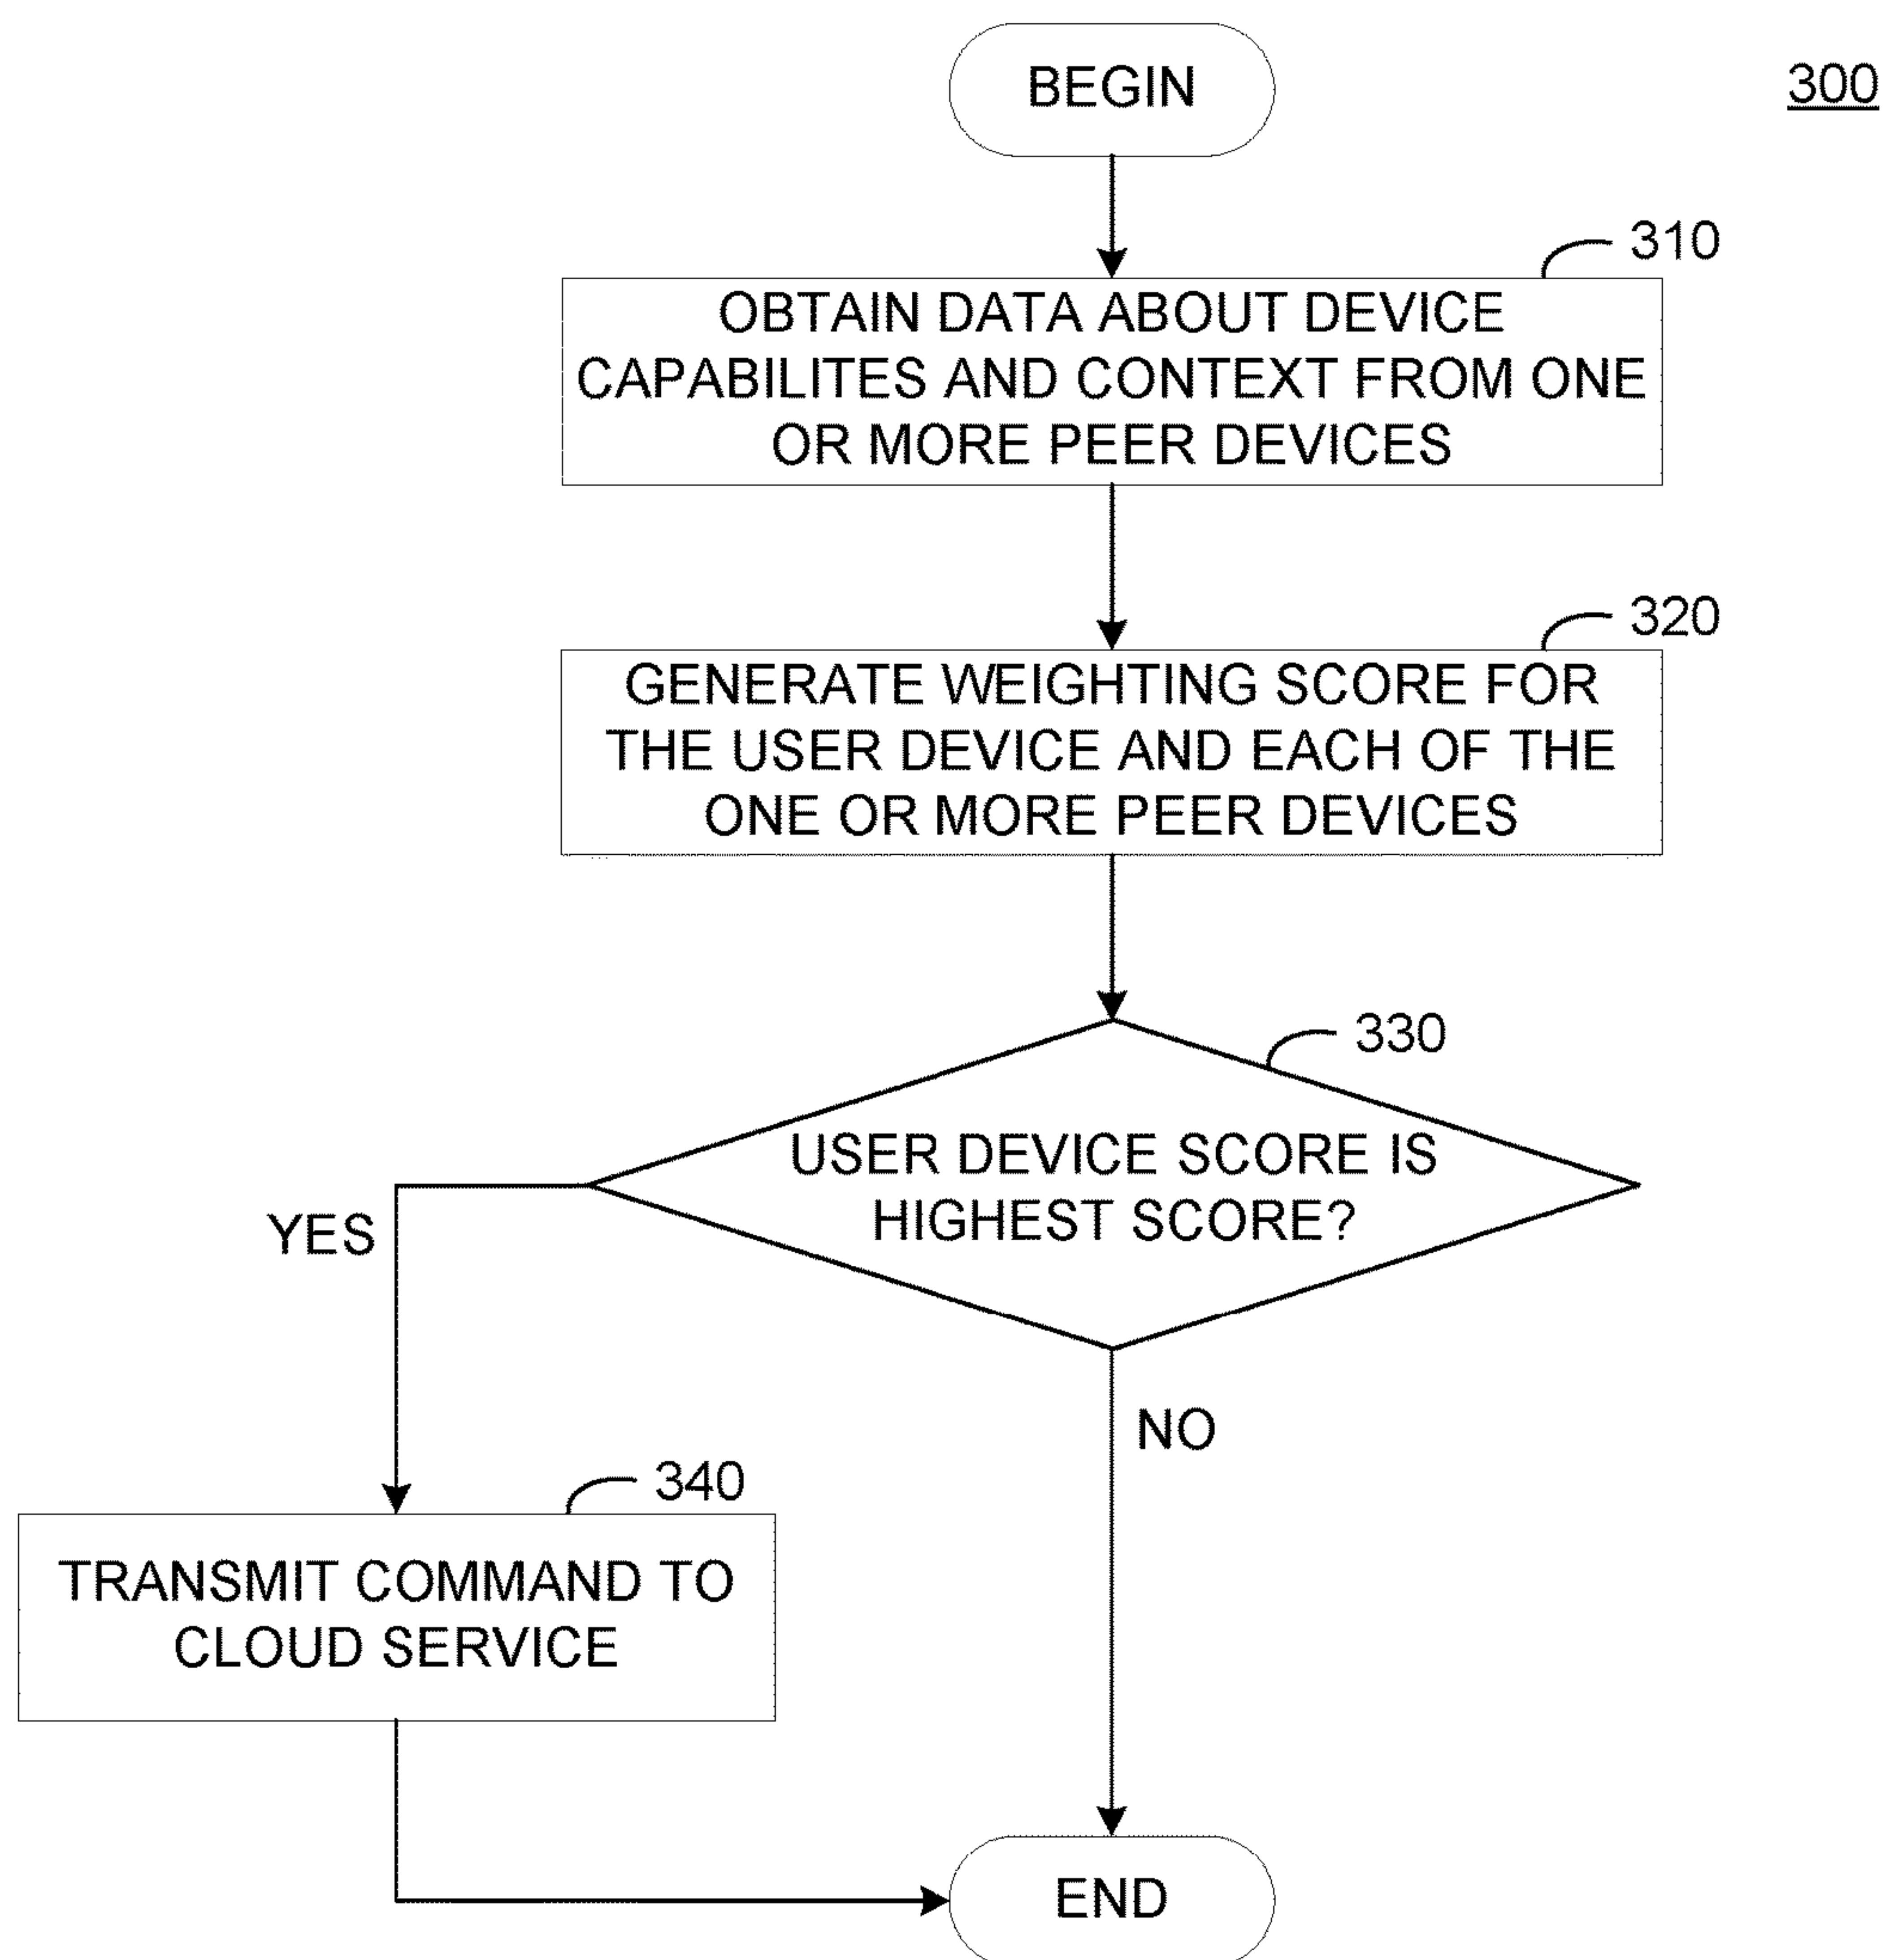 BEGIN
300
310
OBTAIN DATA ABOUT DEVICE
CAPABILITES AND CONTEXT FROM ONE
OR MORE PEER DEVICES
320
GENERATE WEIGHTING SCORE FOR
THE USER DEVICE AND EACH OF THE
ONE OR MORE PEER DEVICES
330
USER DEVICE SCORE IS
HIGHEST SCORE?
YES
NO
340
TRANSMIT COMMAND TO
CLOUD SERVICE
END